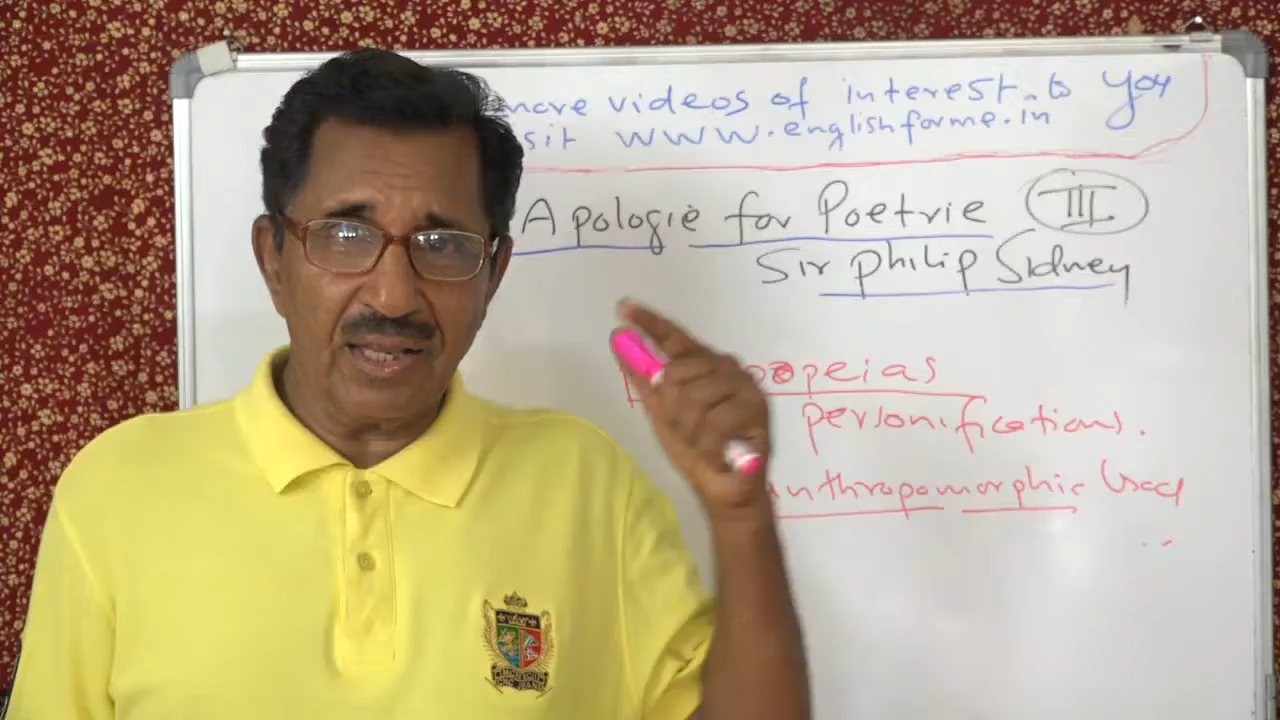 more videos of interest to you
sit www.englishforme.in
Apologie for Poetrie III
Sir Philip Sidney
popeias
personifications.
anthropomorphic Used